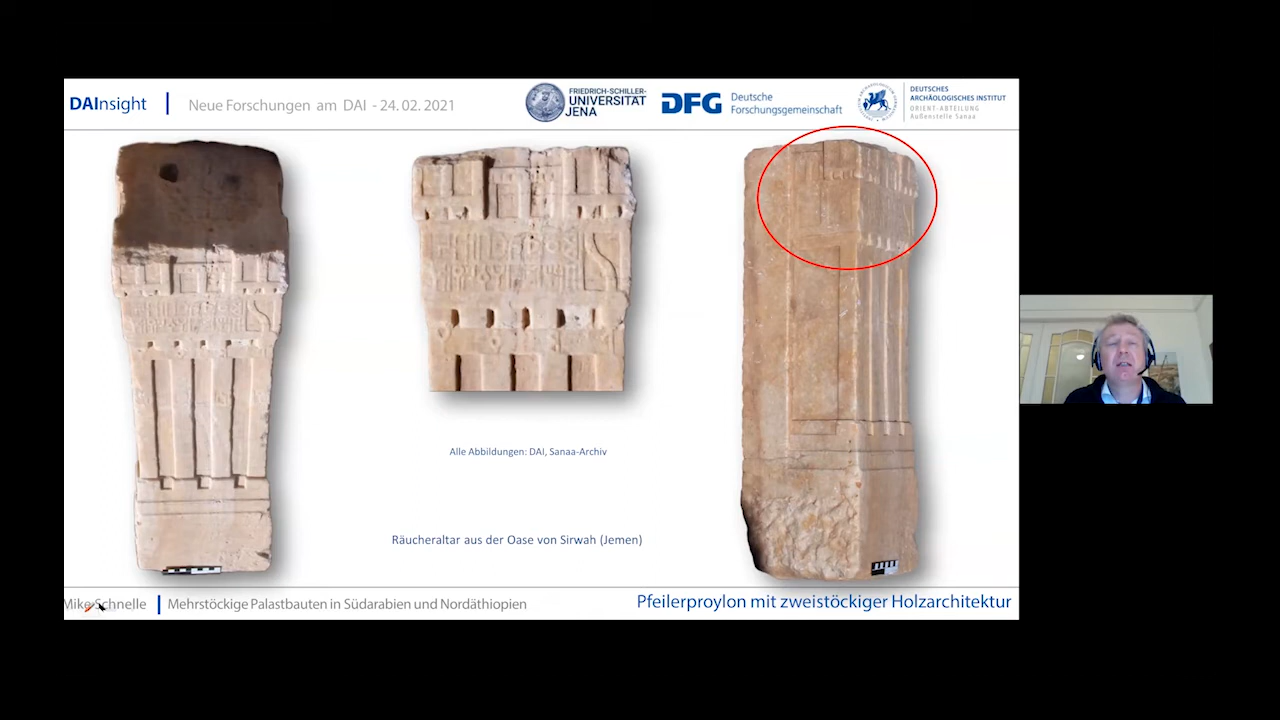 DAInsight | Neue Forschungen am DAI - 24.02.2021
FRIEDRICH-SCHILLER-
UNIVERSITÄT
JENA
DFG Deutsche
Forschungsgemeinschaft
DEUTSCHES
ARCHÄOLOGISCHES INSTITUT
ORIENT-ABTEILUNG
Außenstelle Sanaa
Alle Abbildungen: DAI, Sanaa-Archiv
Räucheraltar aus der Oase von Sirwah (Jemen)
Mike Schnelle | Mehrstöckige Palastbauten in Südarabien und Nordäthiopien
Pfeilerproylon mit zweistöckiger Holzarchitektur